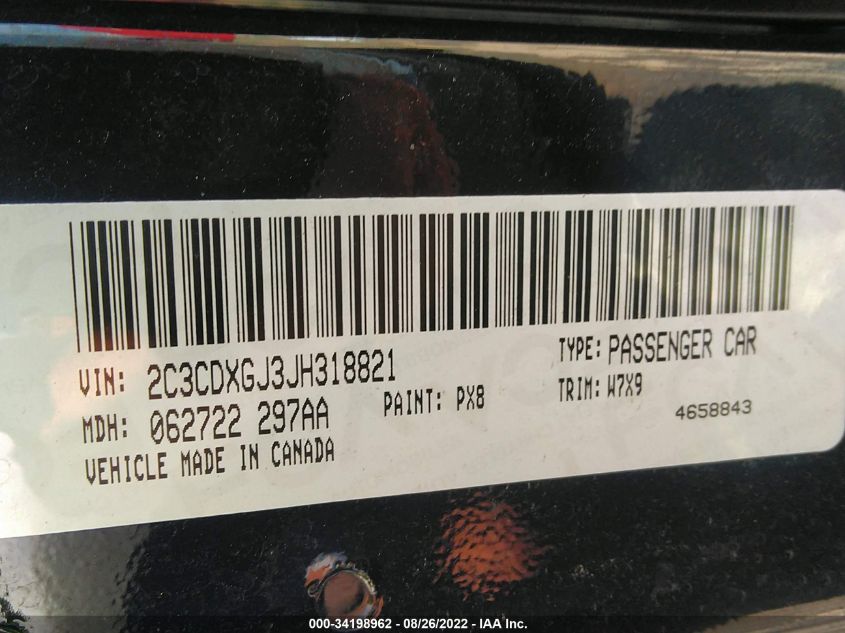 VIN: 2C3CDXGJ3JH318821
TYPE: PASSENGER CAR
MDH: 062722 297AA
PAINT: PX8
TRIM: W7X9
VEHICLE MADE IN CANADA
4658843
000-34198962 - 08/26/2022 - IAA Inc.